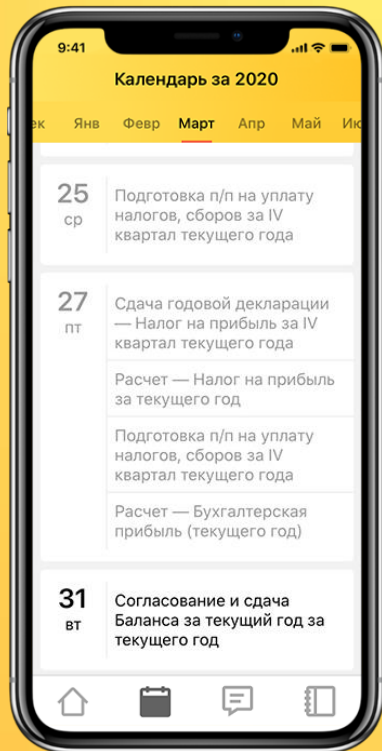 9:41
Календарь за 2020
ек Янв Февр Март Апр Май Ию
25
ср
Подготовка п/п на уплату
налогов, сборов за IV
квартал текущего года
27
пт
Сдача годовой декларации
— Налог на прибыль за IV
квартал текущего года
Расчет — Налог на прибыль
за текущего год
Подготовка п/п на уплату
налогов, сборов за IV
квартал текущего года
Расчет — Бухгалтерская
прибыль (текущего год)
31
вт
Согласование и сдача
Баланса за текущий год за
текущего год